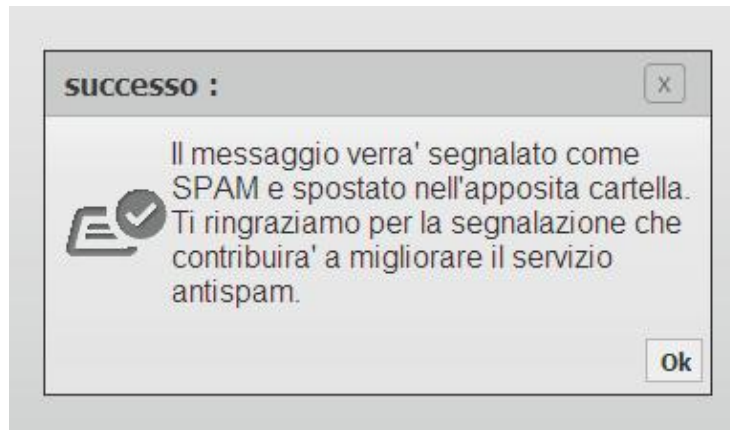 successo :
X
Il messaggio verra' segnalato come
SPAM e spostato nell'apposita cartella.
Ti ringraziamo per la segnalazione che
contribuira' a migliorare il servizio
antispam.
Ok